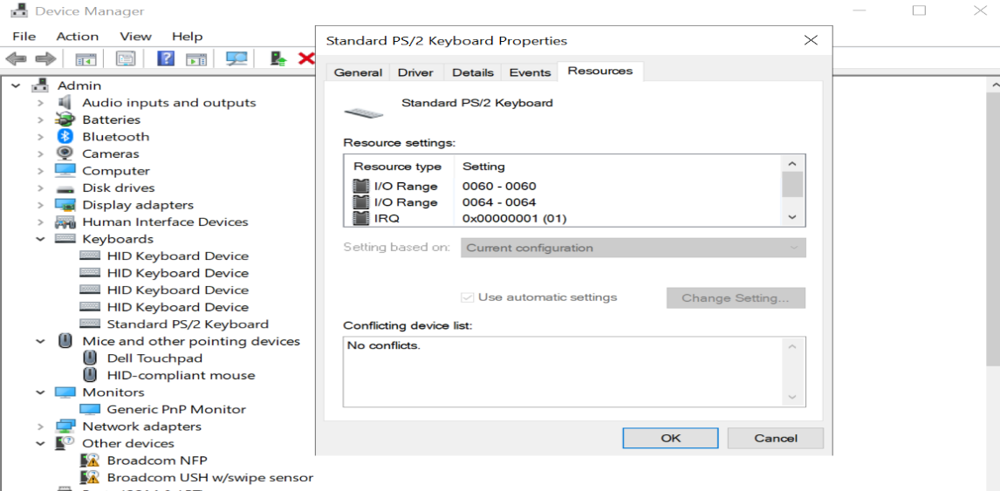 Device Manager
File Action View Help
Admin
Audio inputs and outputs
Batteries
Bluetooth
Cameras
Computer
Disk drives
Display adapters
Human Interface Devices
Keyboards
HID Keyboard Device
HID Keyboard Device
HID Keyboard Device
HID Keyboard Device
Standard PS/2 Keyboard
Mice and other pointing devices
Dell Touchpad
HID-compliant mouse
Monitors
Generic PnP Monitor
Network adapters
Other devices
Broadcom NFP
Broadcom USH w/swipe sensor
Standard PS/2 Keyboard Properties
General Driver Details Events Resources
Standard PS/2 Keyboard
Resource settings:
Resource type Setting
I/O Range 0060 - 0060
I/O Range 0064 - 0064
IRQ 0x00000001 (01)
Setting based on: Current configuration
Use automatic settings Change Setting...
Conflicting device list:
No conflicts.
OK Cancel